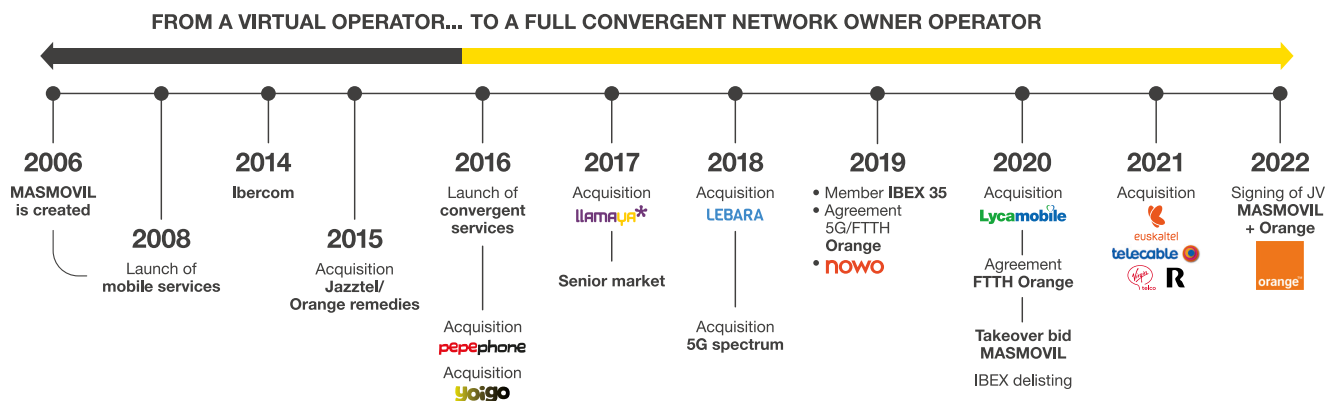 FROM A VIRTUAL OPERATOR... TO A FULL CONVERGENT NETWORK OWNER OPERATOR
2006
MASMOVIL
is created
2008
Launch of
mobile services
2014
Ibercom
2015
Acquisition
Jazztel/
Orange remedies
2016
Launch of
convergent
services
Acquisition
pepephone
Acquisition
yoigo
2017
Acquisition
llamaya*
Senior market
2018
Acquisition
LEBARA
Acquisition
5G spectrum
2019
• Member IBEX 35
• Agreement
5G/FTTH
Orange
• nowo
2020
Acquisition
Lycamobile
Agreement
FTTH Orange
Takeover bid
MASMOVIL
IBEX delisting
2021
Acquisition
euskaltel
telecable
Virgin
telco
R
2022
Signing of JV
MASMOVIL
+ Orange
orange™